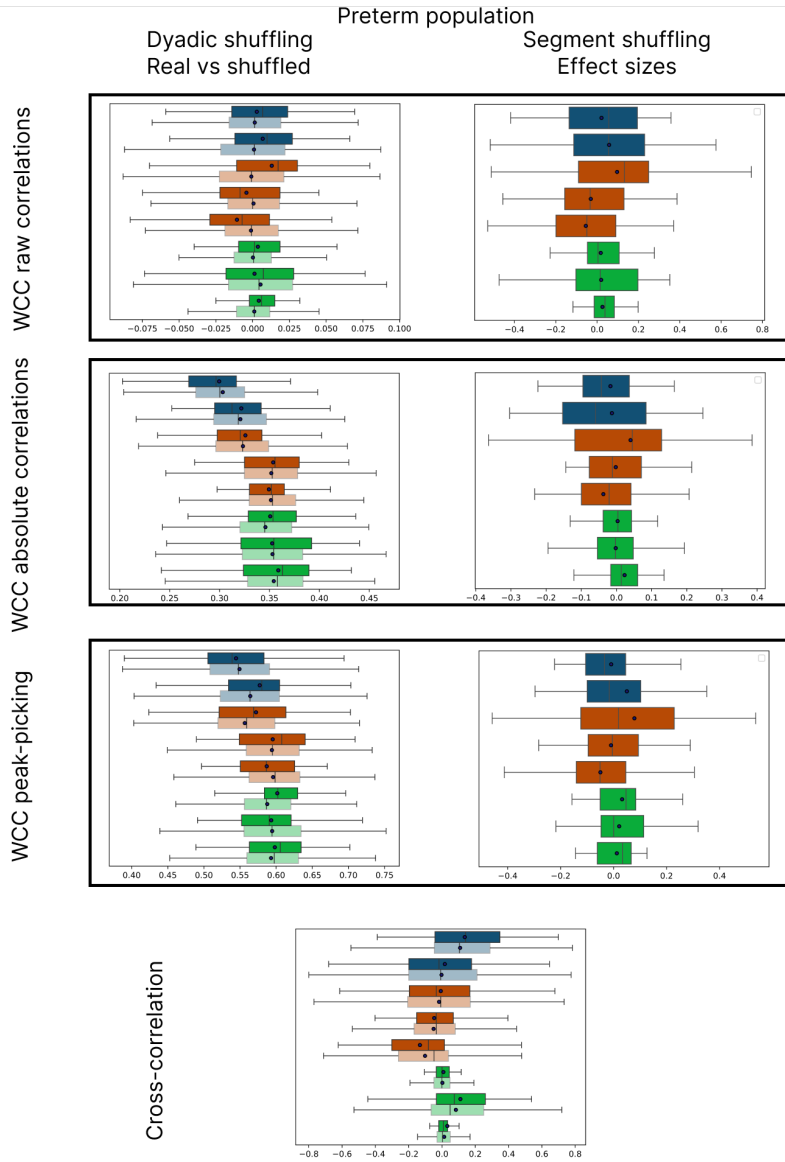 Preterm population
Dyadic shuffling
Real vs shuffled
Segment shuffling
Effect sizes
WCC raw correlations
−0.075 −0.050 −0.025 0.000 0.025 0.050 0.075 0.100
−0.4 −0.2 0.0 0.2 0.4 0.6 0.8
WCC absolute correlations
0.20 0.25 0.30 0.35 0.40 0.45
−0.4 −0.3 −0.2 −0.1 0.0 0.1 0.2 0.3 0.4
WCC peak-picking
0.40 0.45 0.50 0.55 0.60 0.65 0.70 0.75
−0.4 −0.2 0.0 0.2 0.4
Cross-correlation
−0.8 −0.6 −0.4 −0.2 0.0 0.2 0.4 0.6 0.8